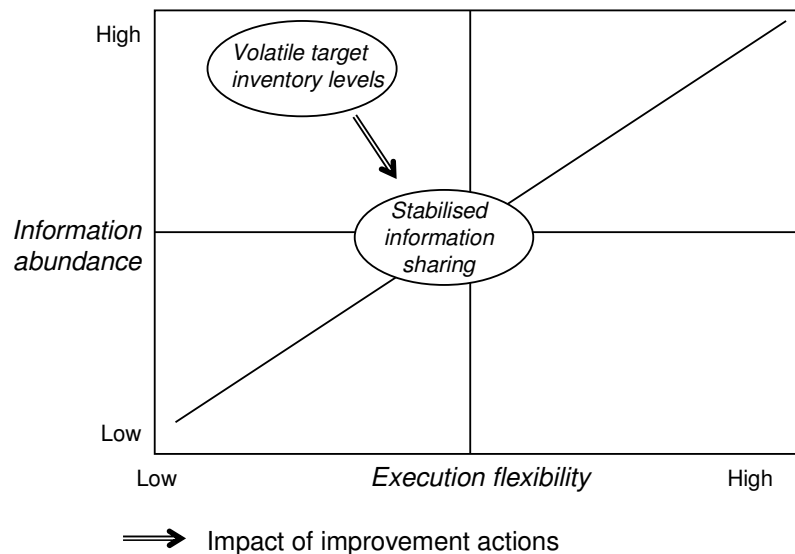 High
Volatile target
inventory levels
Stabilised
information
sharing
Information
abundance
Low
Low
Execution flexibility
High
Impact of improvement actions